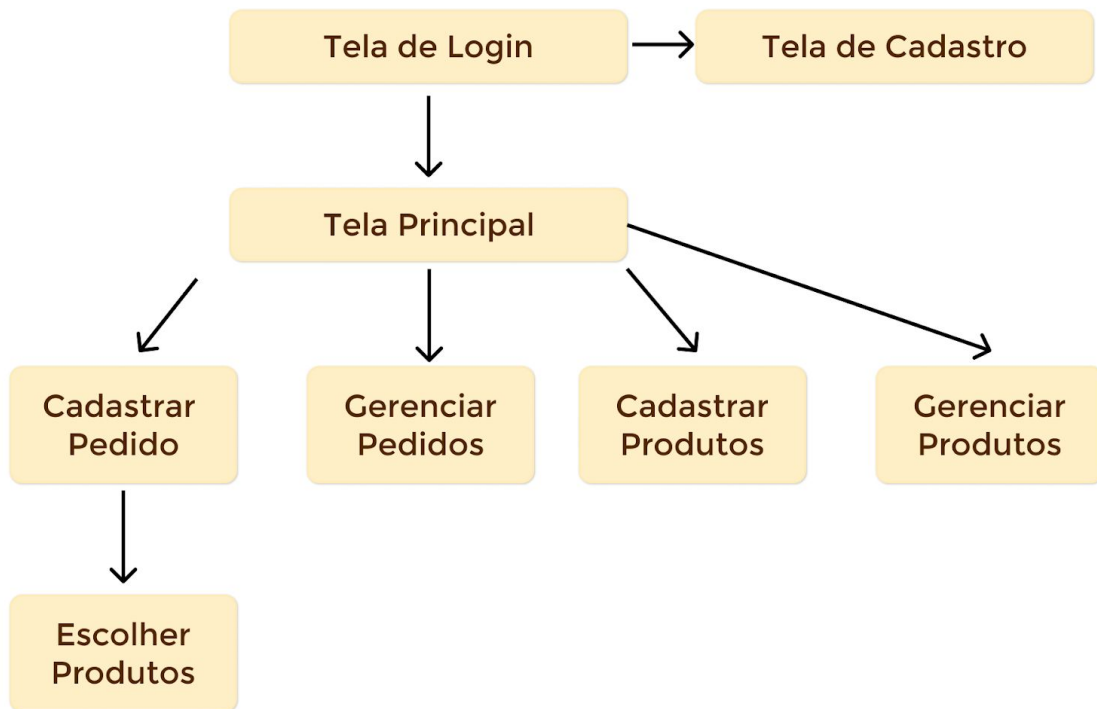 Tela de Login
Tela de Cadastro
Tela Principal
Cadastrar
Pedido
Gerenciar
Pedidos
Cadastrar
Produtos
Gerenciar
Produtos
Escolher
Produtos